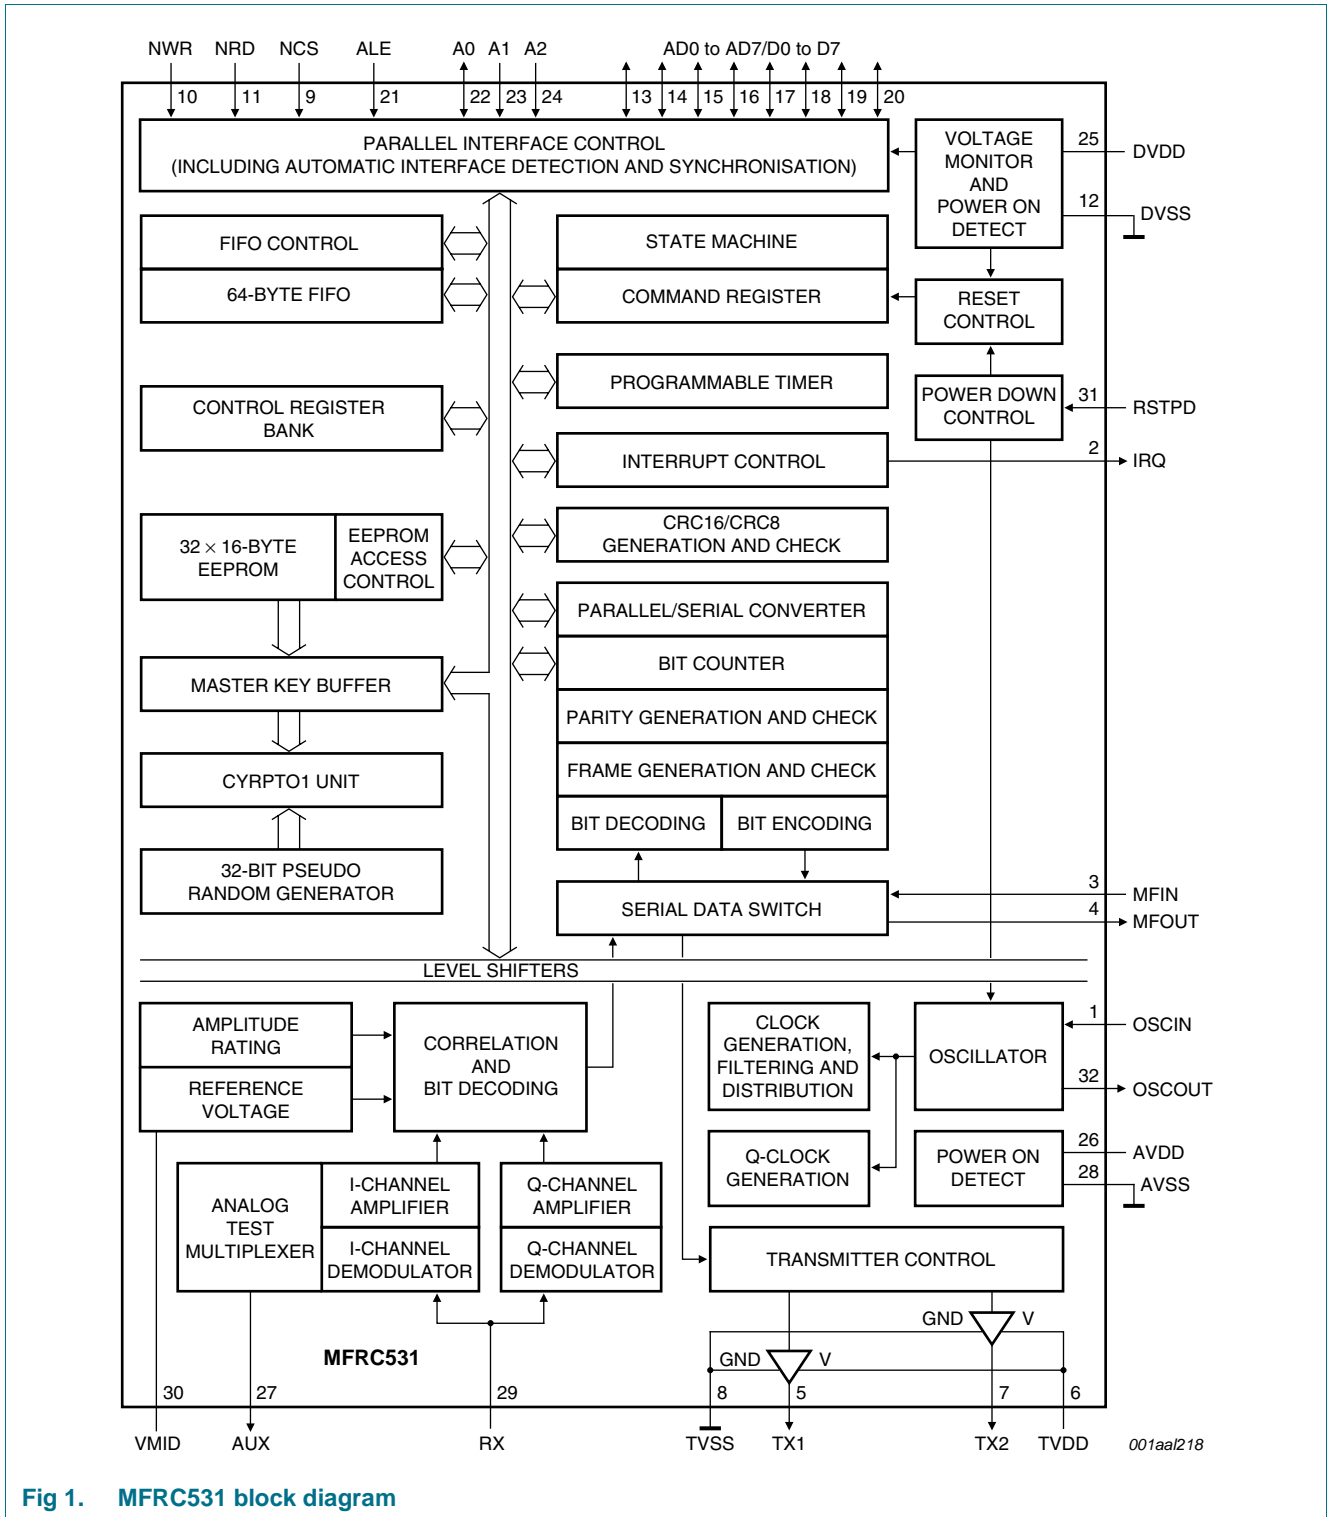 NWR NRD NCS ALE A0 A1 A2 AD0 to AD7/D0 to D7
10 11 9 21 22 23 24 13 14 15 16 17 18 19 20
PARALLEL INTERFACE CONTROL
(INCLUDING AUTOMATIC INTERFACE DETECTION AND SYNCHRONISATION)
VOLTAGE
MONITOR
AND
POWER ON
DETECT
25
DVDD
12
DVSS
FIFO CONTROL
64-BYTE FIFO
STATE MACHINE
COMMAND REGISTER
RESET
CONTROL
PROGRAMMABLE TIMER
POWER DOWN
CONTROL
31
RSTPD
CONTROL REGISTER
BANK
INTERRUPT CONTROL
2
IRQ
32 × 16-BYTE
EEPROM
EEPROM
ACCESS
CONTROL
CRC16/CRC8
GENERATION AND CHECK
PARALLEL/SERIAL CONVERTER
BIT COUNTER
MASTER KEY BUFFER
PARITY GENERATION AND CHECK
FRAME GENERATION AND CHECK
CYRPTO1 UNIT
BIT DECODING
BIT ENCODING
32-BIT PSEUDO
RANDOM GENERATOR
SERIAL DATA SWITCH
3
MFIN
4
MFOUT
LEVEL SHIFTERS
AMPLITUDE
RATING
REFERENCE
VOLTAGE
CORRELATION
AND
BIT DECODING
CLOCK
GENERATION,
FILTERING AND
DISTRIBUTION
OSCILLATOR
1
OSCIN
32
OSCOUT
Q-CLOCK
GENERATION
POWER ON
DETECT
26
AVDD
28
AVSS
ANALOG
TEST
MULTIPLEXER
I-CHANNEL
AMPLIFIER
I-CHANNEL
DEMODULATOR
Q-CHANNEL
AMPLIFIER
Q-CHANNEL
DEMODULATOR
TRANSMITTER CONTROL
GND V
GND V
MFRC531
30 27 29 8 5 7 6
VMID AUX RX TVSS TX1 TX2 TVDD
001aal218
Fig 1. MFRC531 block diagram